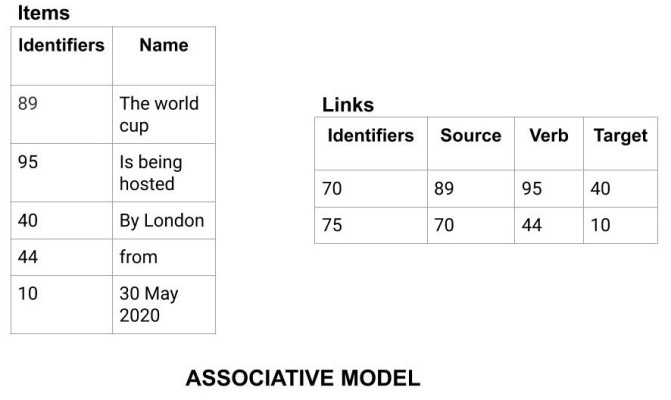 Items
Identifiers Name
89 The world
cup
95 Is being
hosted
40 By London
44 from
10 30 May
2020
Links
Identifiers Source Verb Target
70 89 95 40
75 70 44 10
ASSOCIATIVE MODEL